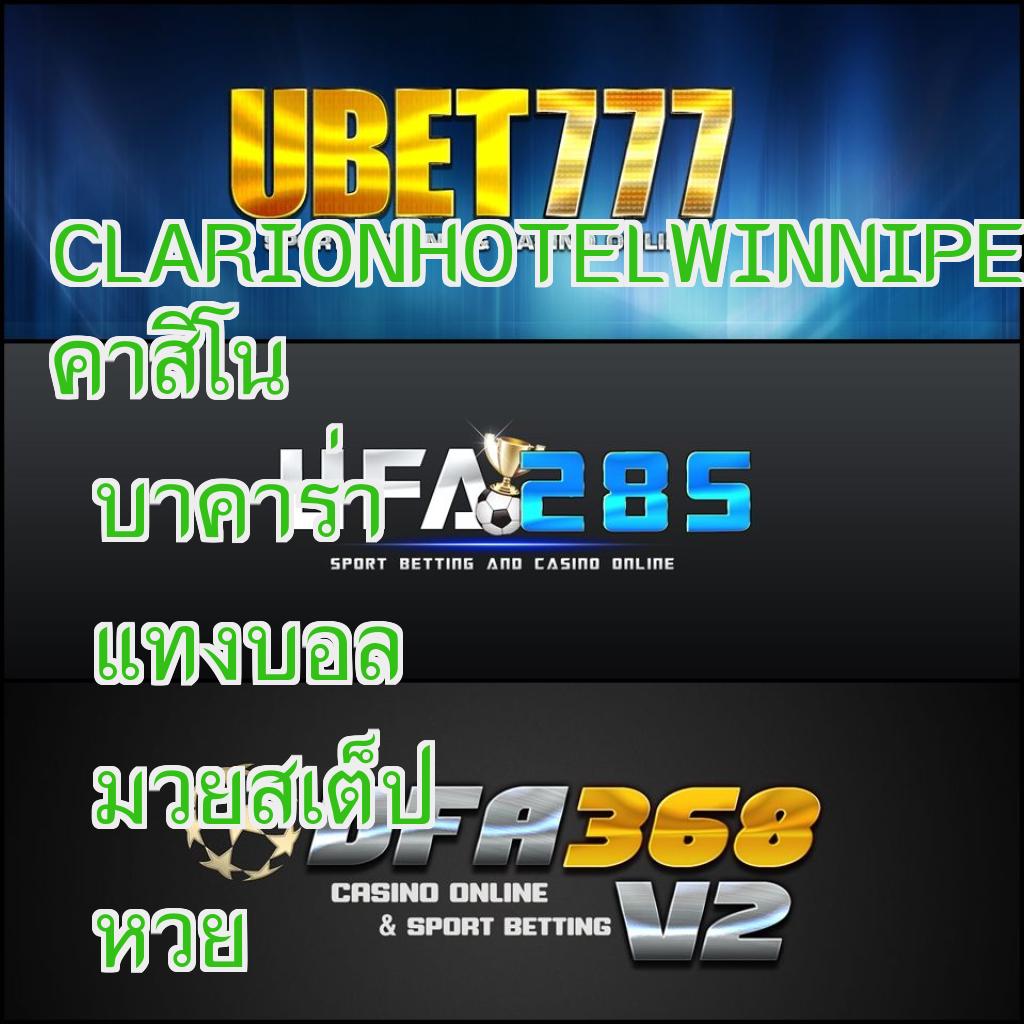 UBET777
CLARIONHOTELWINNIPE
คาสิโน
UFA285
บาคาร่า
SPORT BETTING AND CASINO ONLINE
แทงบอล
มวยสเต็ป
UFA368
CASINO ONLINE
& SPORT BETTING
V2
หวย